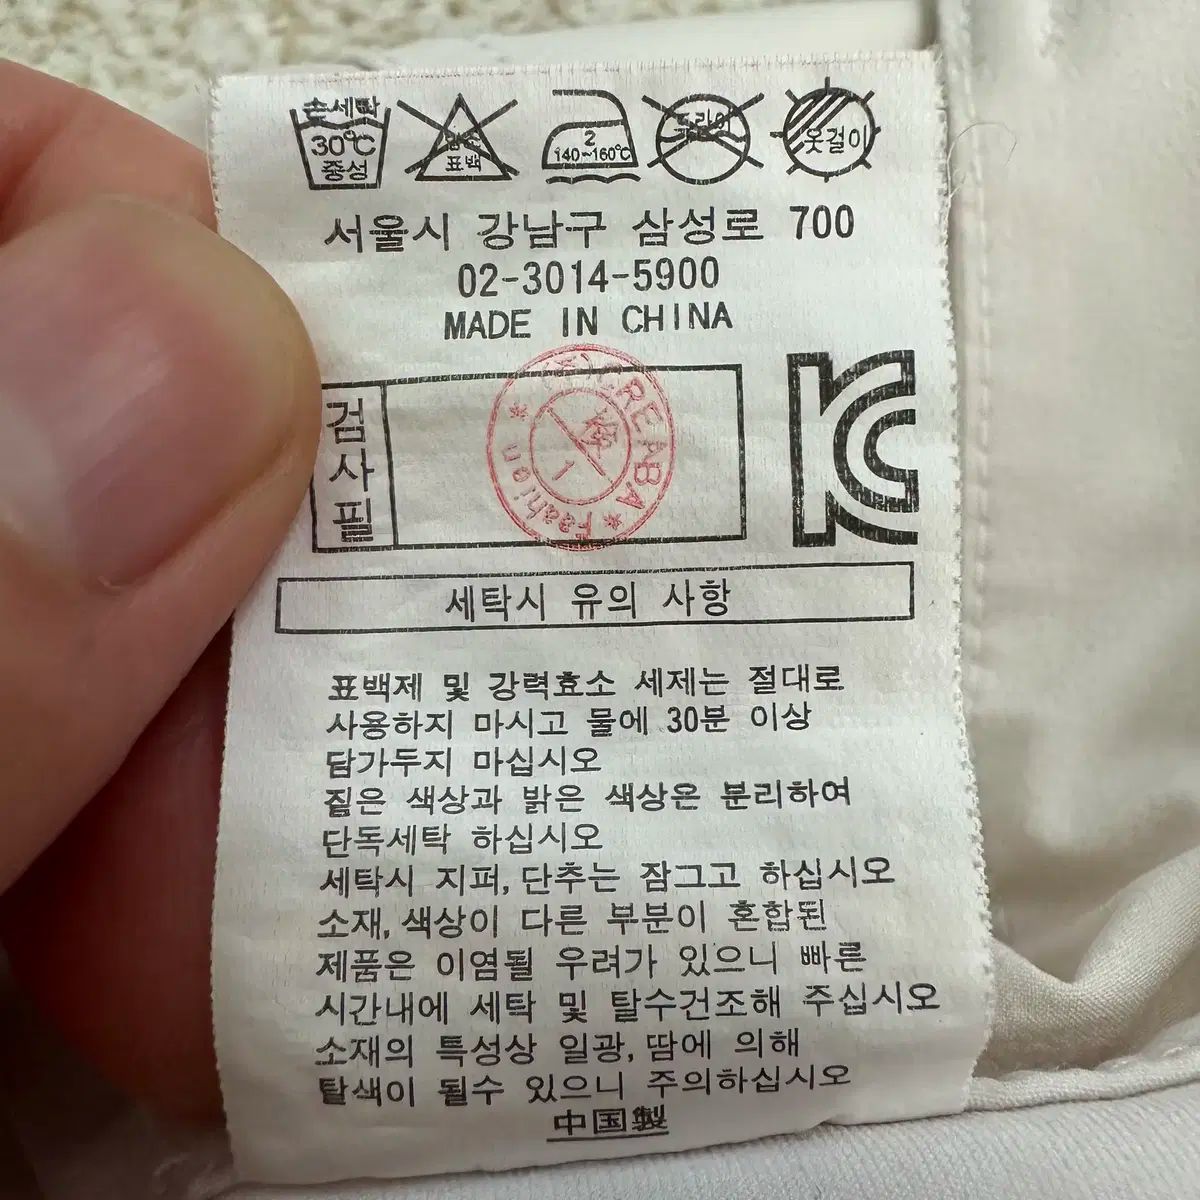 손세탁
30℃
중성
염소
표백
2
140~160℃
드라이
옷걸이
서울시 강남구 삼성로 700
02-3014-5900
MADE IN CHINA
검사필
(주)CREABA
檢
1
Fashion
세탁시 유의 사항
표백제 및 강력효소 세제는 절대로
사용하지 마시고 물에 30분 이상
담가두지 마십시오
짙은 색상과 밝은 색상은 분리하여
단독세탁 하십시오
세탁시 지퍼,단추는 잠그고 하십시오
소재,색상이 다른 부분이 혼합된
제품은 이염될 우려가 있으니 빠른
시간내에 세탁 및 탈수건조해 주십시오
소재의 특성상 일광,땀에 의해
탈색이 될수 있으니 주의하십시오
中国製